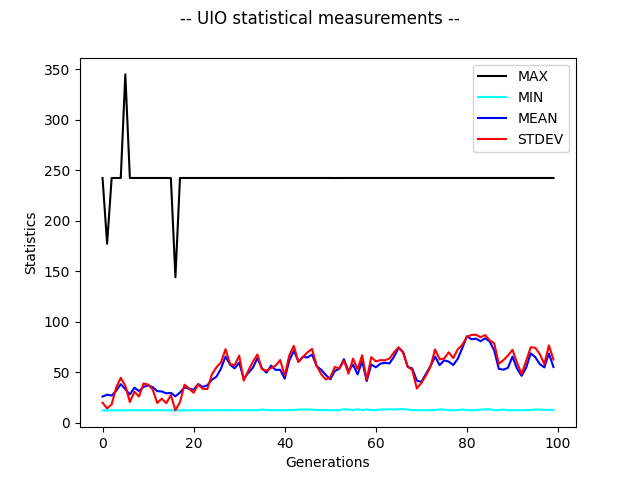 -- UIO statistical measurements --
350
300
250
200
150
100
50
0
Statistics
MAX
MIN
MEAN
STDEV
0 20 40 60 80 100
Generations